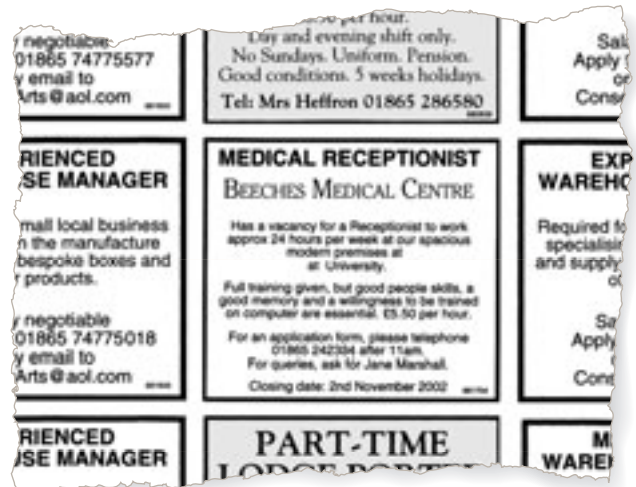 per hour.
Day and evening shift only.
No Sundays. Uniform. Pension.
Good conditions. 5 weeks holidays.
Tel: Mrs Heffron 01865 286580
negotiable
01865 74775577
y email to
Arts@aol.com
Sal
Apply
o
Cons
RIENCED
SE MANAGER
mall local business
n the manufacture
bespoke boxes and
r products.
y negotiable
01865 74775018
y email to
Arts@aol.com
MEDICAL RECEPTIONIST
BEECHES MEDICAL CENTRE
Has a vacancy for a Receptionist to work
approx 24 hours per week at our spacious
modern premises at
at University.
Full training given, but good people skills, a
good memory and a willingness to be trained
on computer are essential. £5.50 per hour.
For an application form, please telephone
01865 242334 after 11am.
For queries, ask for Jane Marshall.
Closing date: 2nd November 2002
EXP
WAREHO
Required fo
specialisin
and supply
Sa
Apply
Cons
RIENCED
SE MANAGER
PART-TIME
LODGE PORTER
M
WAREH